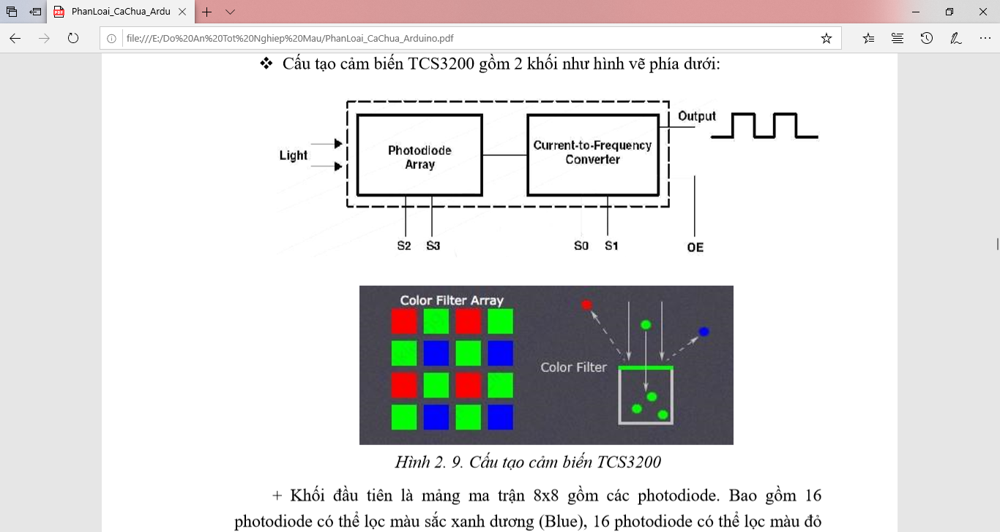 PhanLoai_CaChua_Ardu
file:///E:/Do%20An%20Tot%20Nghiep%20Mau/PhanLoai_CaChua_Arduino.pdf
❖ Cấu tạo cảm biến TCS3200 gồm 2 khối như hình vẽ phía dưới:
Output
Light
Photodiode
Array
Current-to-Frequency
Converter
S2 S3 S0 S1 OE
Color Filter Array
Color Filter
Hình 2. 9. Cấu tạo cảm biến TCS3200
+ Khối đầu tiên là mảng ma trận 8x8 gồm các photodiode. Bao gồm 16
photodiode có thể lọc màu sắc xanh dương (Blue), 16 photodiode có thể lọc màu đỏ